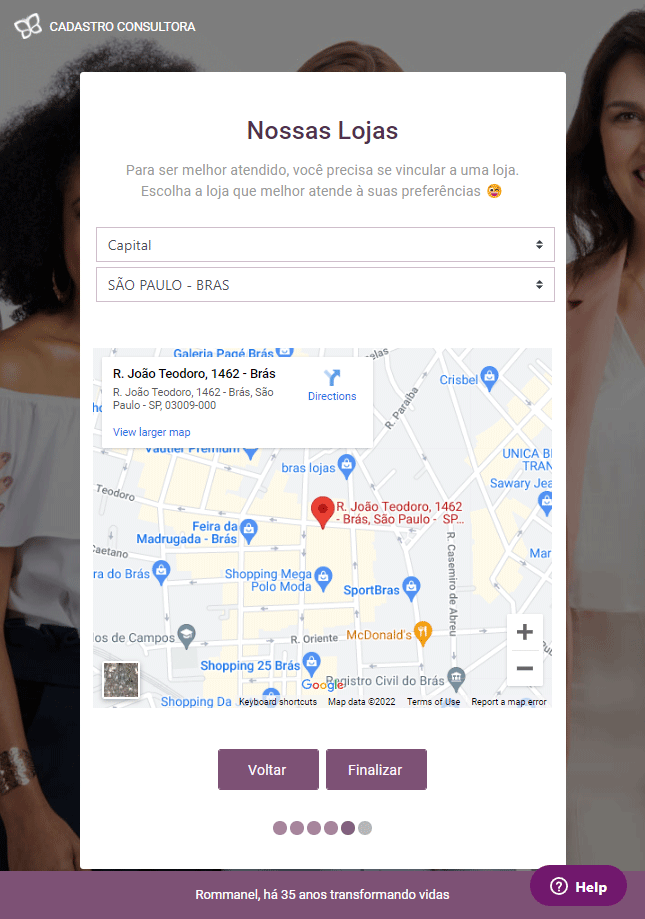 CADASTRO CONSULTORA
Nossas Lojas
Para ser melhor atendido, você precisa se vincular a uma loja.
Escolha a loja que melhor atende à suas preferências
Capital
SÃO PAULO - BRAS
Galeria Pagé Brás
R. João Teodoro, 1462 - Brás
R. João Teodoro, 1462 - Brás, São
Paulo - SP, 03009-000
View larger map
Directions
Crisbel
R. Paraíba
Vautier Premium
bras lojas
UNICA B
TRAN
Sawary Jea
Teodoro
R. João Teodoro, 1462
- Brás, São Paulo - SP...
Feira da
Madrugada - Brás
Caetano
R. Casemiro de Abreu
Mar
ra do Brás
Shopping Mega
Polo Moda
SportBras
los de Campos
R. Oriente
McDonald's
Shopping 25 Brás
Google
Registro Civil do Brás
Shopping Da
Keyboard shortcuts
Map data ©2022
Terms of Use
Report a map error
Voltar
Finalizar
Rommanel, há 35 anos transformando vidas
Help